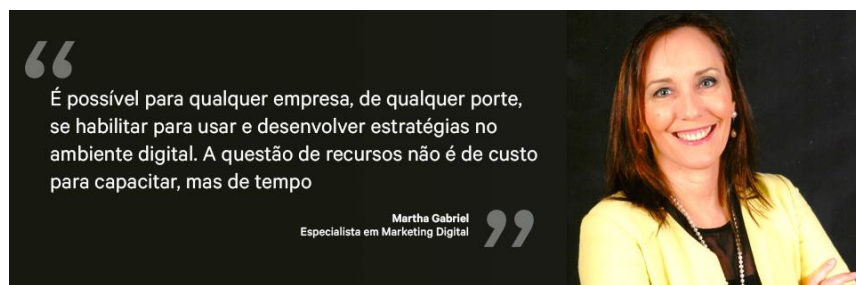 “
É possível para qualquer empresa, de qualquer porte,
se habilitar para usar e desenvolver estratégias no
ambiente digital. A questão de recursos não é de custo
para capacitar, mas de tempo
Martha Gabriel
Especialista em Marketing Digital
”